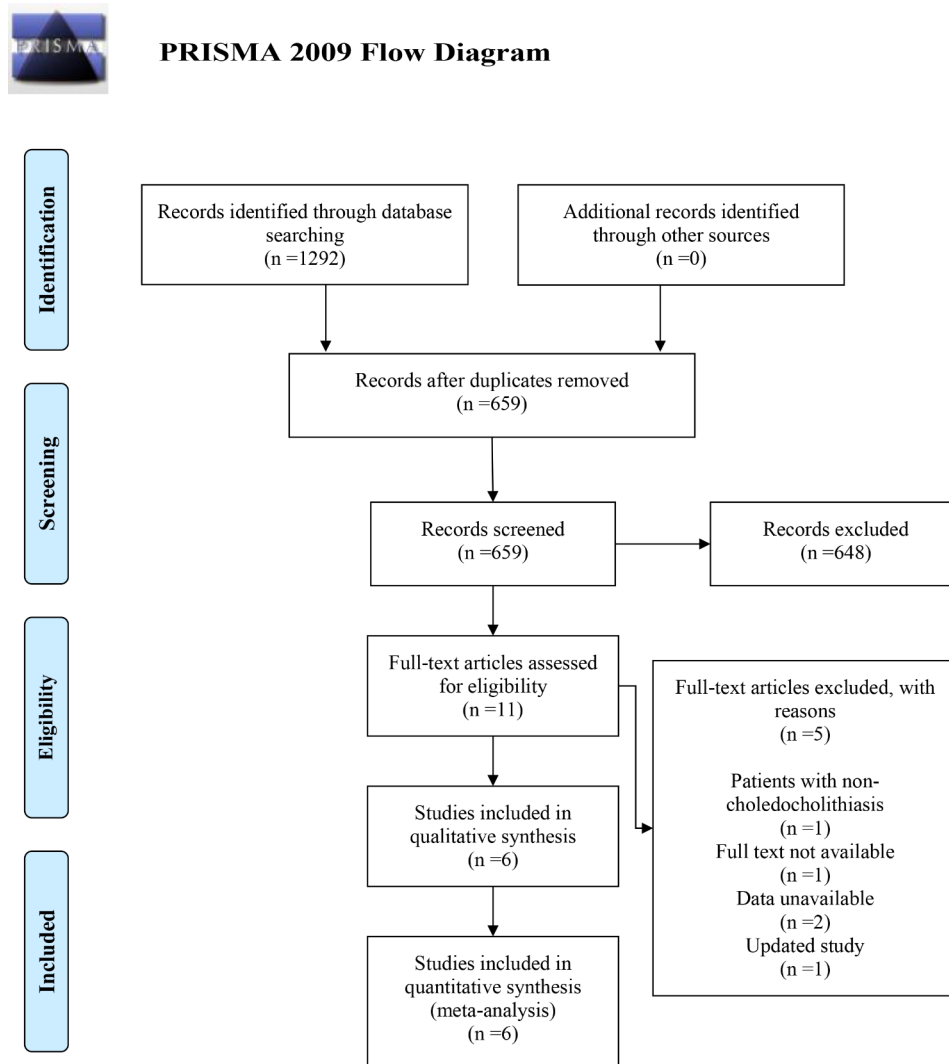 PRISMA
PRISMA 2009 Flow Diagram
Identification
Records identified through database
searching
(n =1292)
Additional records identified
through other sources
(n =0)
Records after duplicates removed
(n =659)
Screening
Records screened
(n =659)
Records excluded
(n =648)
Eligibility
Full-text articles assessed
for eligibility
(n =11)
Full-text articles excluded, with
reasons
(n =5)
Patients with non-
choledocholithiasis
(n =1)
Full text not available
(n =1)
Data unavailable
(n =2)
Updated study
(n =1)
Studies included in
qualitative synthesis
(n =6)
Included
Studies included in
quantitative synthesis
(meta-analysis)
(n =6)